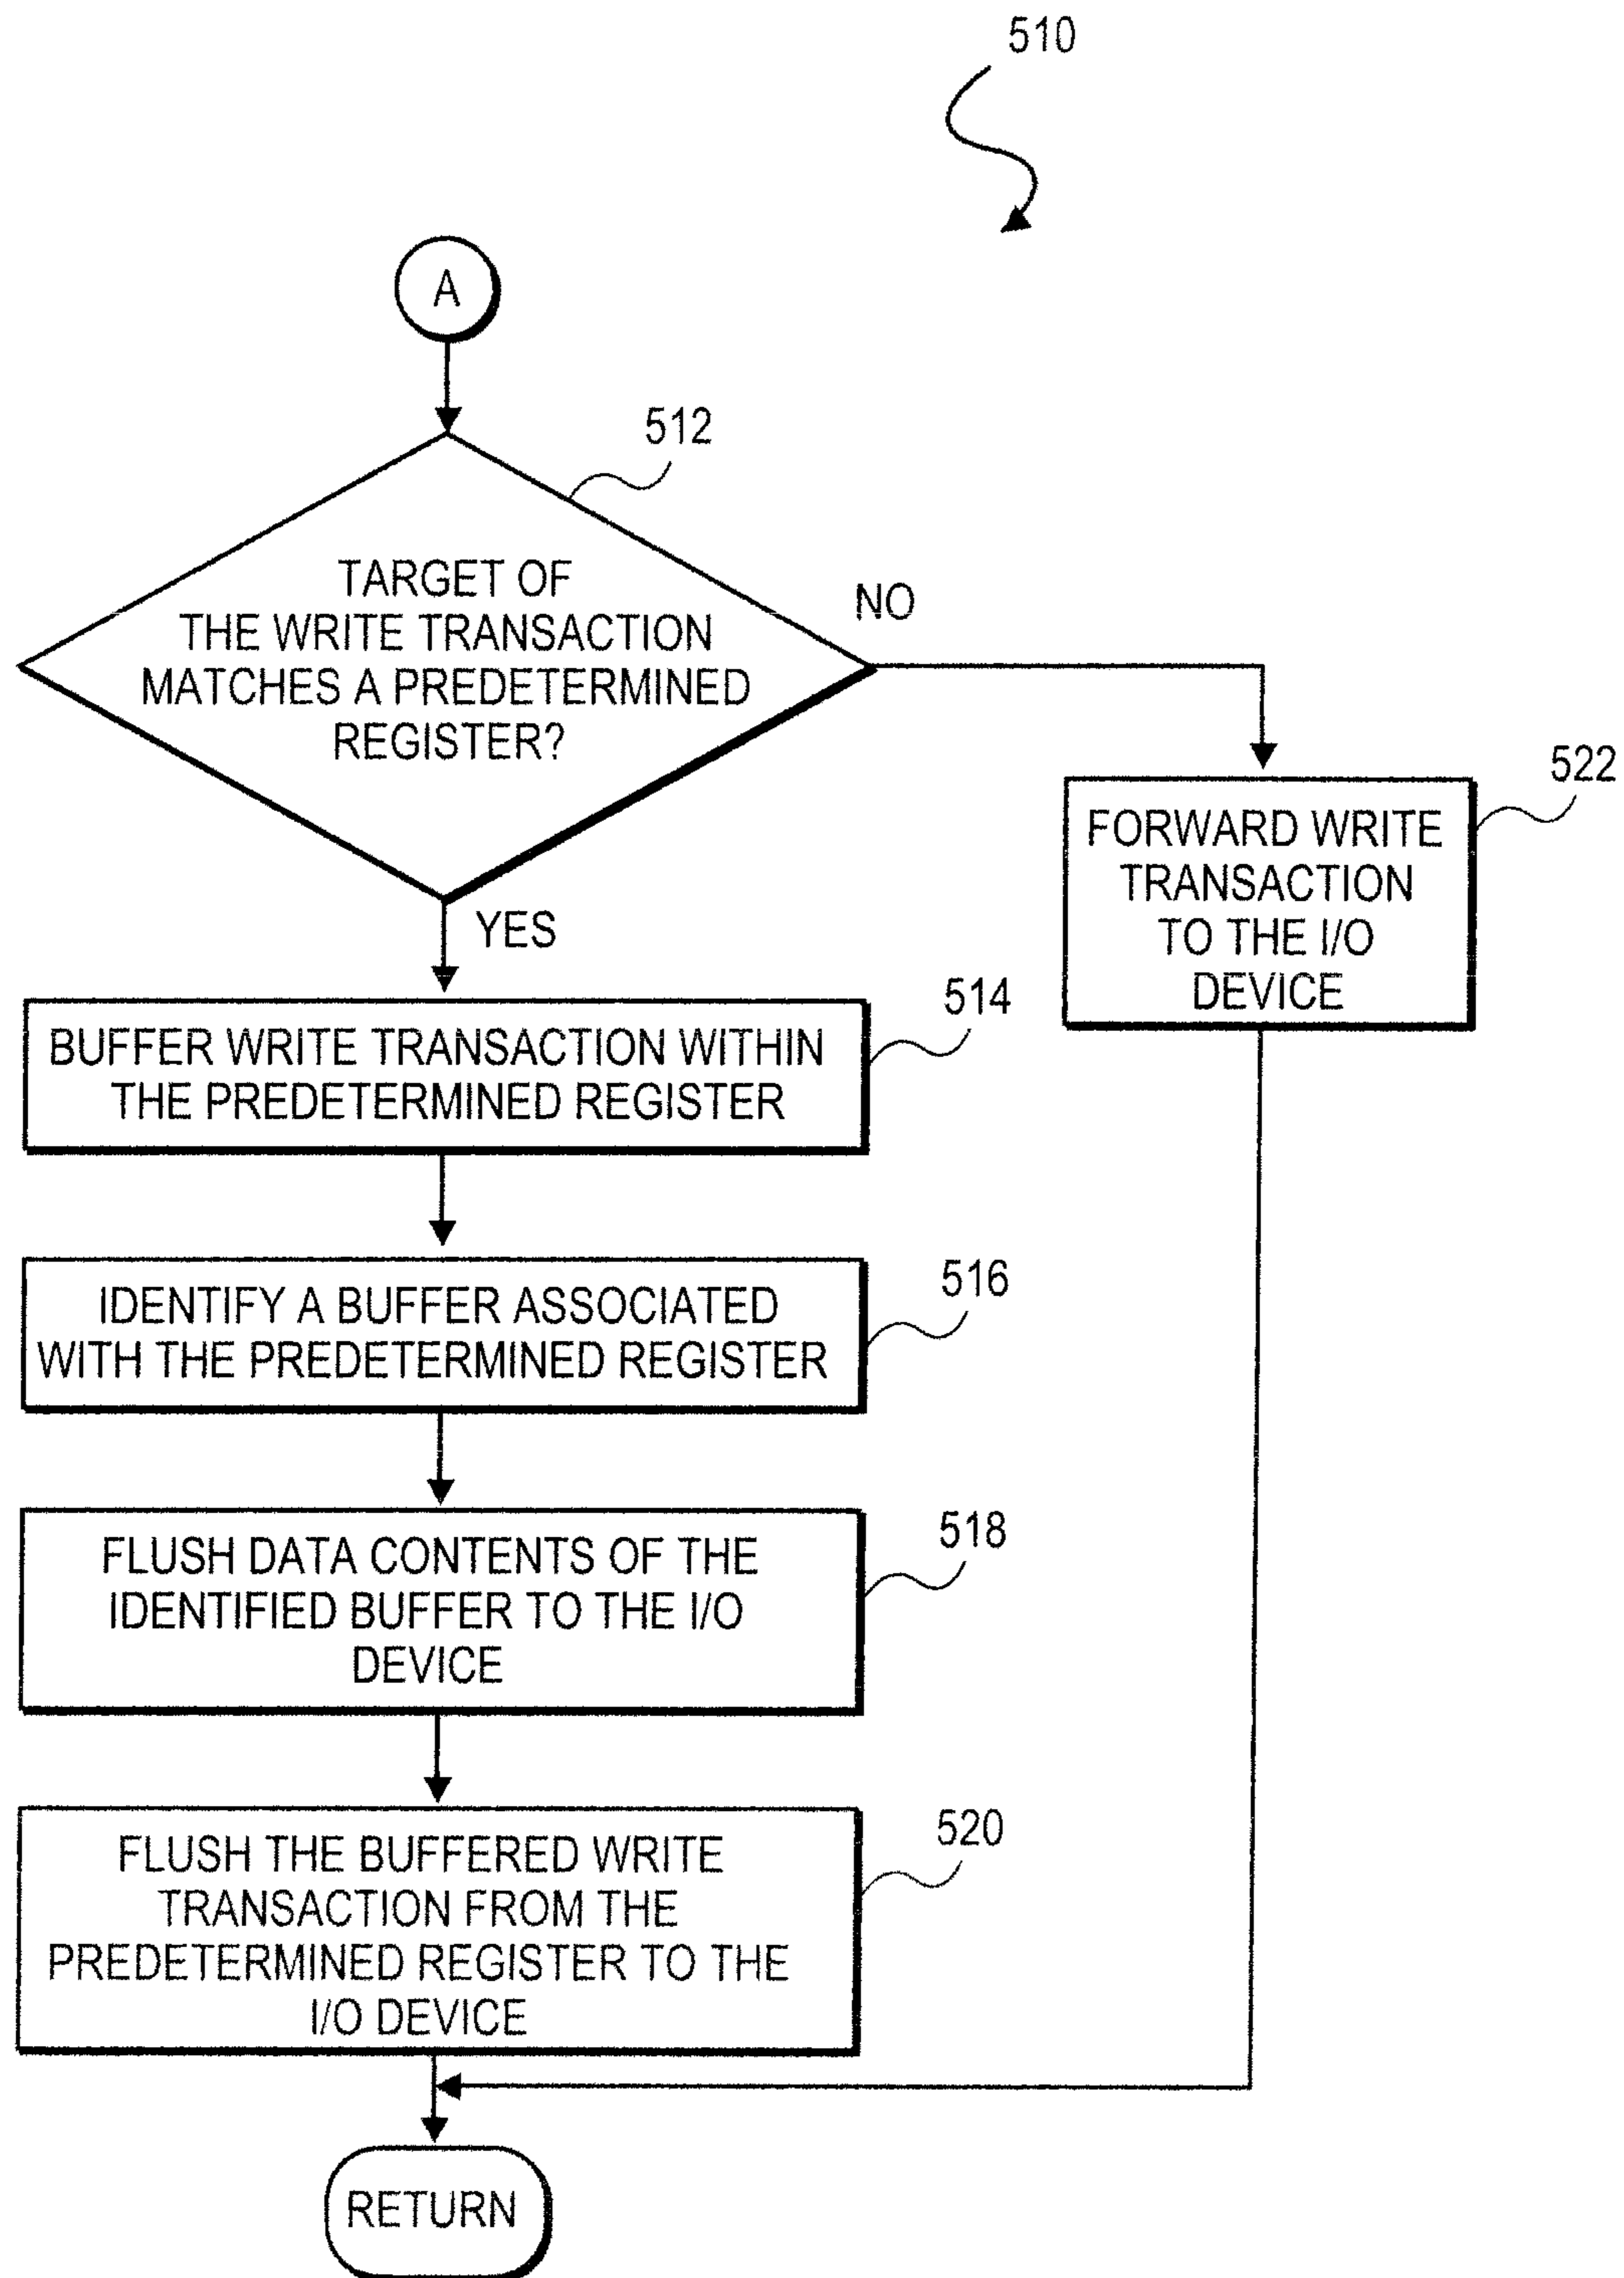 510
A
512
TARGET OF
THE WRITE TRANSACTION
MATCHES A PREDETERMINED
REGISTER?
NO
YES
522
FORWARD WRITE
TRANSACTION
TO THE I/O
DEVICE
514
BUFFER WRITE TRANSACTION WITHIN
THE PREDETERMINED REGISTER
516
IDENTIFY A BUFFER ASSOCIATED
WITH THE PREDETERMINED REGISTER
518
FLUSH DATA CONTENTS OF THE
IDENTIFIED BUFFER TO THE I/O
DEVICE
520
FLUSH THE BUFFERED WRITE
TRANSACTION FROM THE
PREDETERMINED REGISTER TO THE
I/O DEVICE
RETURN